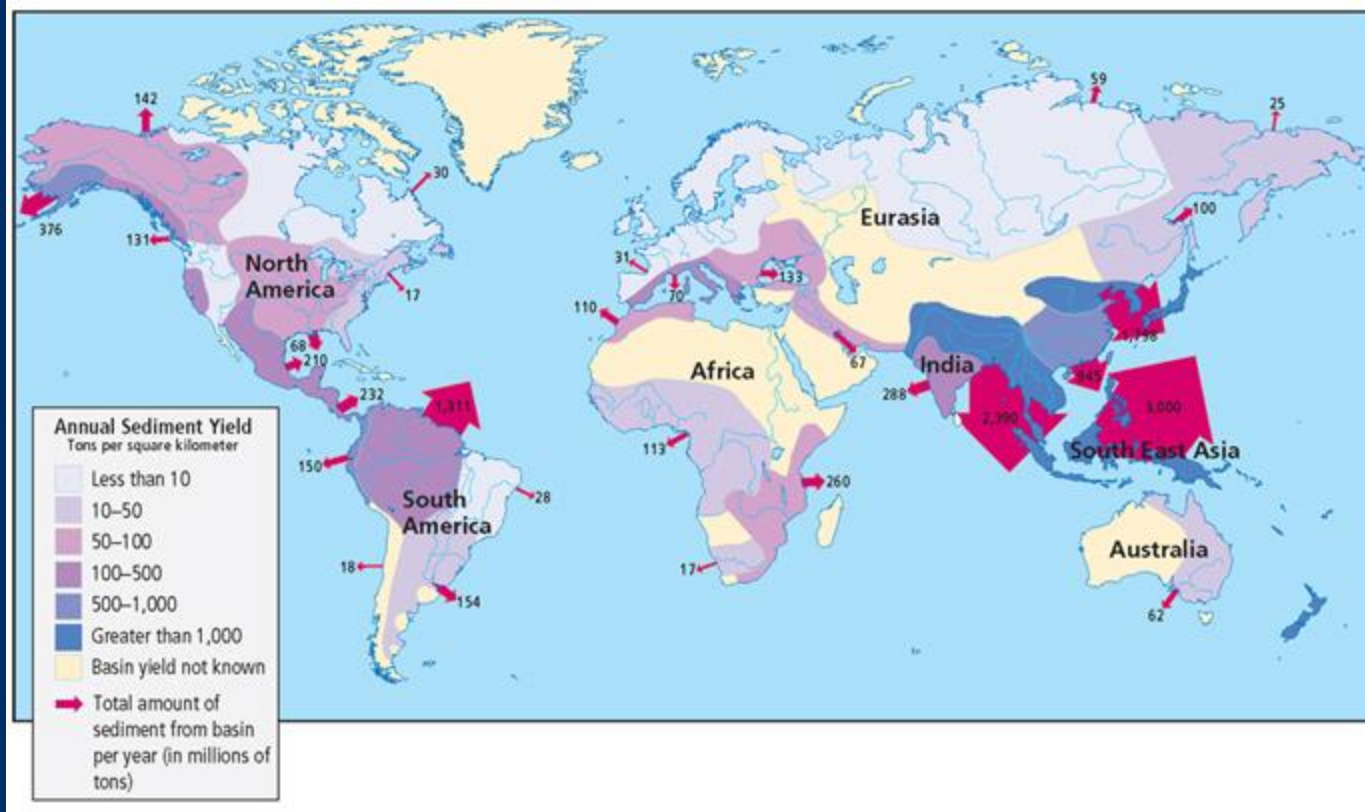 59
142
25
30
Eurasia
100
376
131
North
America
31
133
17
70
110
1,798
68
210
Africa
67
India
945
288
232
1,311
2,390
3,000
Annual Sediment Yield
Tons per square kilometer
South East Asia
113
150
Less than 10
260
28
South
America
10–50
50–100
Australia
100–500
18
17
500–1,000
154
62
Greater than 1,000
Basin yield not known
Total amount of
sediment from basin
per year (in millions of
tons)